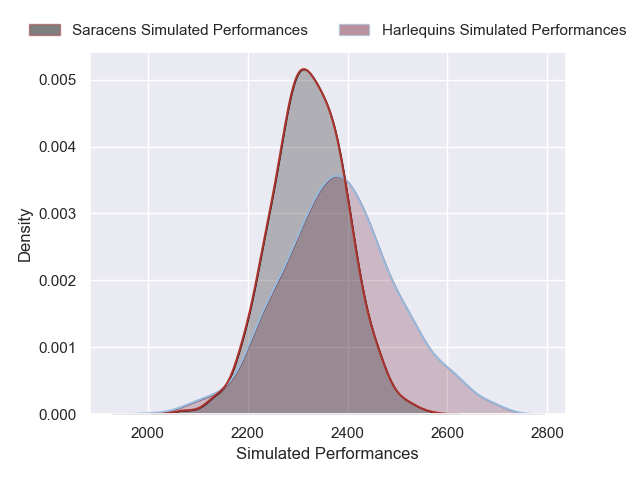 Saracens Simulated Performances Harlequins Simulated Performances
0.005
0.004
0.003
0.002
0.001
0.000
Density
2000 2200 2400 2600 2800
Simulated Performances